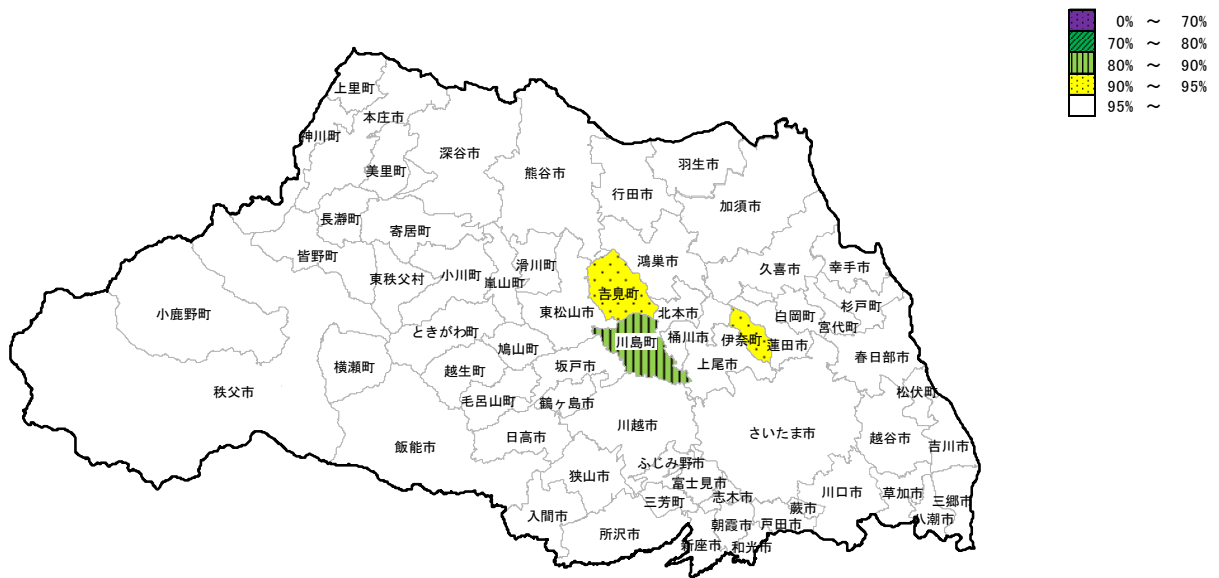 0% ～ 70%
70% ～ 80%
80% ～ 90%
90% ～ 95%
95% ～
上里町
本庄市
神川町
深谷市
美里町
熊谷市
羽生市
行田市
加須市
長瀞町
寄居町
皆野町
東秩父村
小川町
嵐山町
滑川町
鴻巣市
久喜市
幸手市
吉見町
小鹿野町
東松山市
北本市
白岡町
杉戸町
宮代町
ときがわ町
鳩山町
川島町
桶川市
伊奈町
蓮田市
横瀬町
越生町
坂戸市
上尾市
春日部市
秩父市
毛呂山町
鶴ヶ島市
松伏町
飯能市
日高市
川越市
さいたま市
越谷市
吉川市
狭山市
ふじみ野市
富士見市
三芳町
志木市
川口市
草加市
三郷市
八潮市
入間市
所沢市
朝霞市
戸田市
蕨市
新座市
和光市